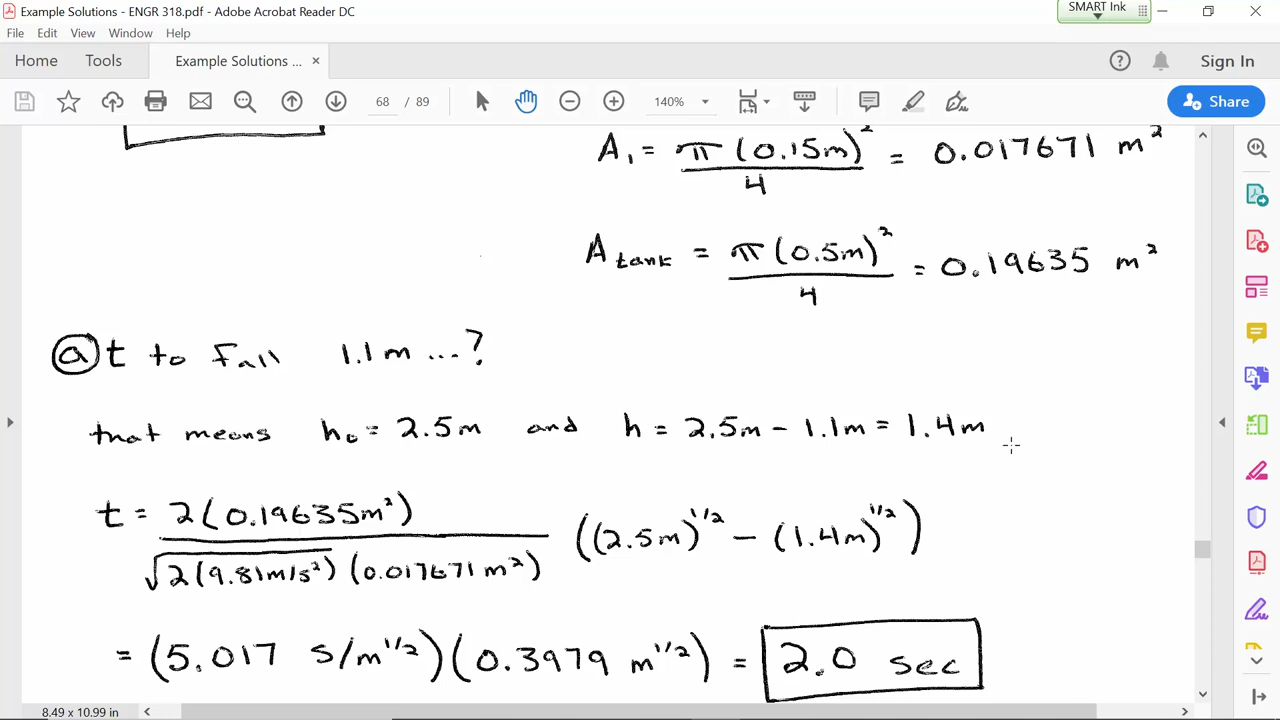 Example Solutions - ENGR 318.pdf - Adobe Acrobat Reader DC
SMART Ink
File Edit View Window Help
Home Tools Example Solutions ... × Sign In
68 / 89 140% Share
A₁ = π (0.15m)² / 4 = 0.017671 m²
A tank = π (0.5m)² / 4 = 0.19635 m²
ⓐ t to fall 1.1m ...?
that means h₀ = 2.5m and h = 2.5m - 1.1m = 1.4m
t = 2(0.19635m²) / √2(9.81m/s²) (0.017671m²) ((2.5m)^1/2 - (1.4m)^1/2)
= (5.017 s/m^1/2)(0.3979 m^1/2) = 2.0 sec
8.49 x 10.99 in